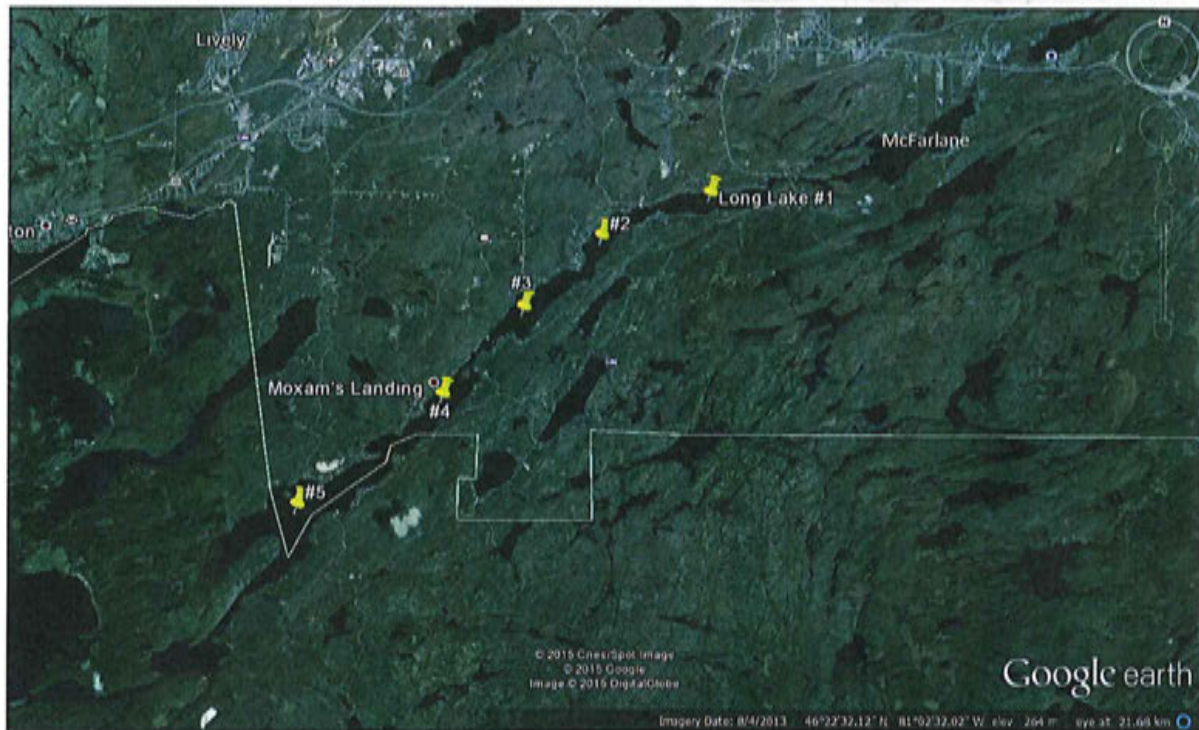 Lively
McFarlane
Long Lake #1
ton
#2
#3
Moxam's Landing
#4
#5
© 2015 Cnes/Spot Image
© 2015 Google
Image © 2015 DigitalGlobe
Google earth
Imagery Date: 8/4/2013 46°22'32.12" N 81°02'32.02" W elev 264 m eye at 21.68 km